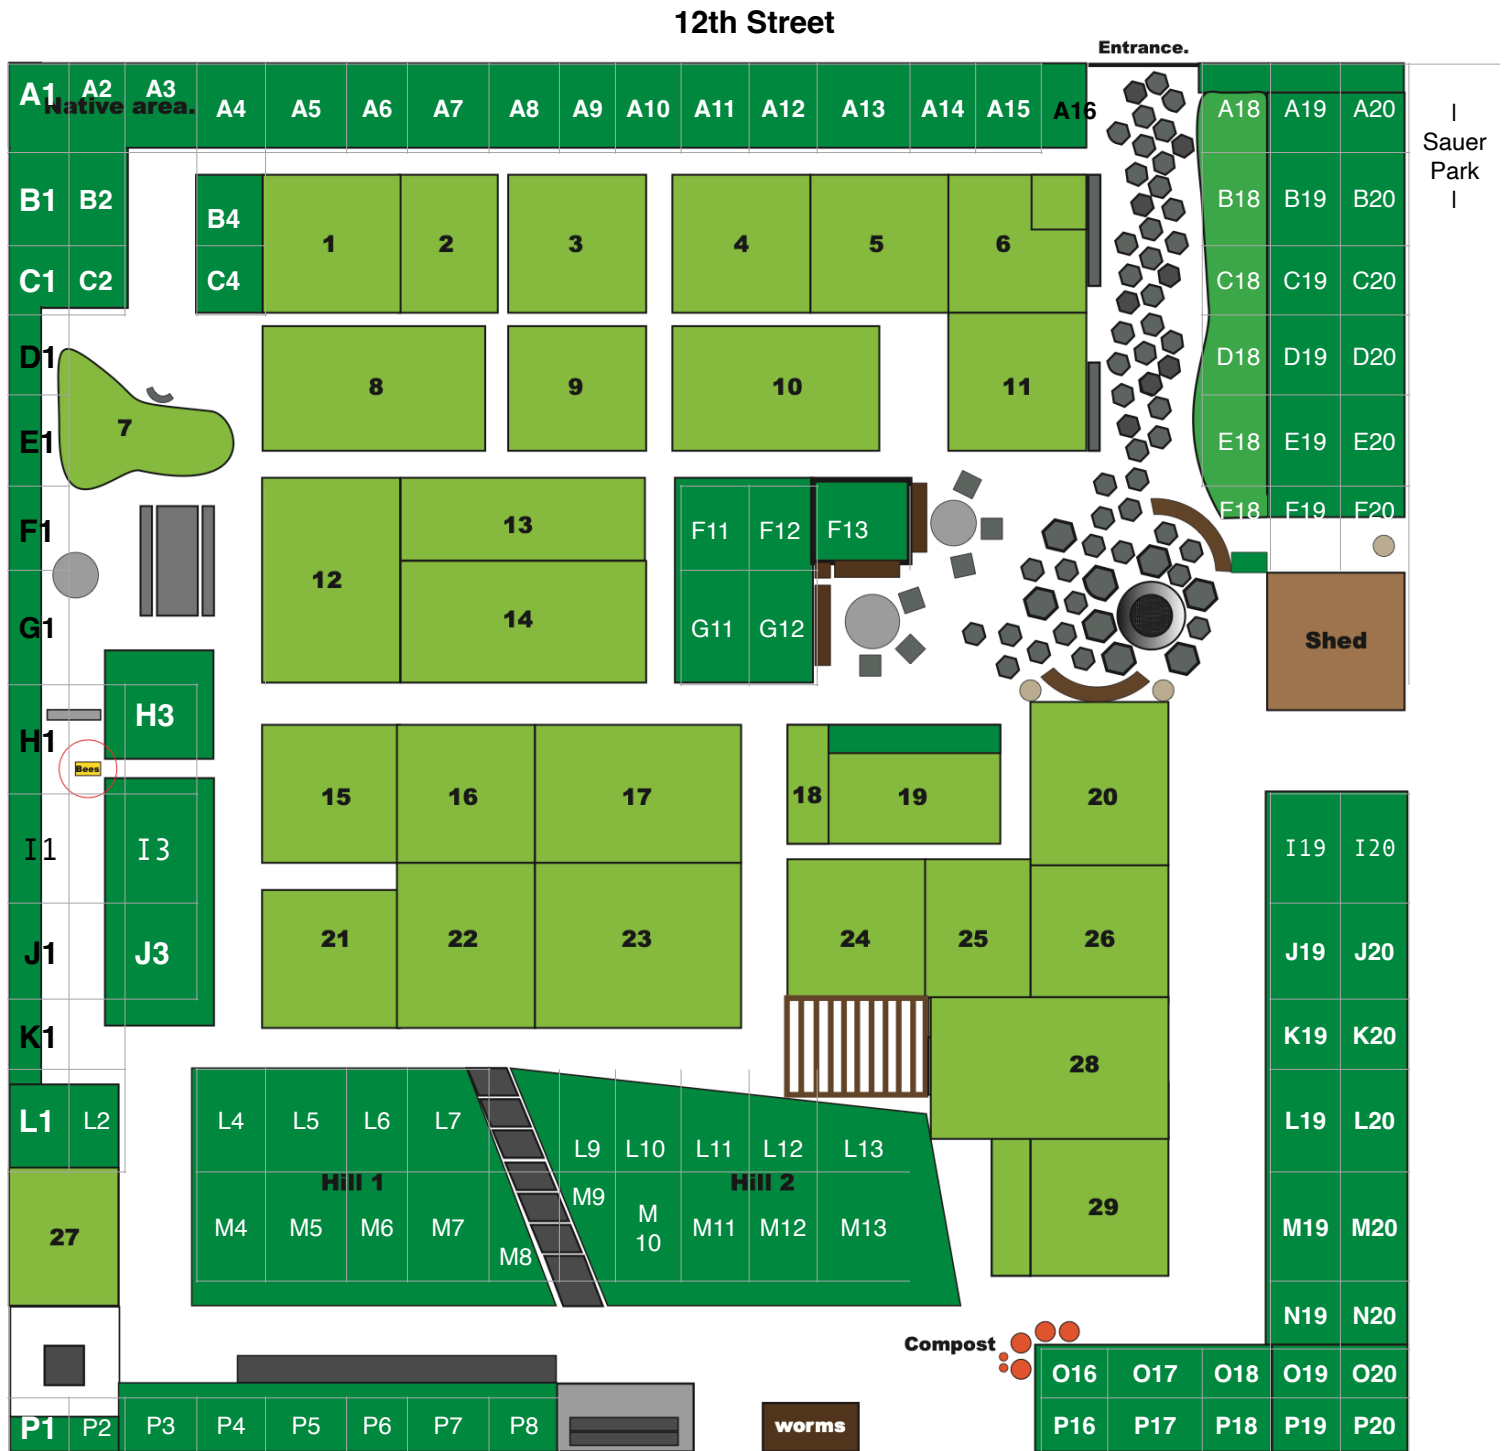 12th Street
Entrance.
A1 A2 A3 A4 A5 A6 A7 A8 A9 A10 A11 A12 A13 A14 A15 A16 A18 A19 A20
Native area.
|
Sauer
Park
|
B1 B2 B4 B18 B19 B20
1 2 3 4 5 6
C1 C2 C4 C18 C19 C20
D1 D18 D19 D20
8 9 10 11
7
E1 E18 E19 E20
F18 F19 F20
F1 13 F11 F12 F13
12
14
G1 G11 G12
Shed
H3
H1
Bees
15 16 17 18 19 20
I1 I3 I19 I20
21 22 23 24 25 26
J1 J3 J19 J20
K1 K19 K20
28
L1 L2 L4 L5 L6 L7 L19 L20
L9 L10 L11 L12 L13
Hill 1 Hill 2
M9
29
27
M4 M5 M6 M7 M
10 M11 M12 M13 M19 M20
M8
N19 N20
Compost
O16 O17 O18 O19 O20
P1 P2 P3 P4 P5 P6 P7 P8 worms P16 P17 P18 P19 P20